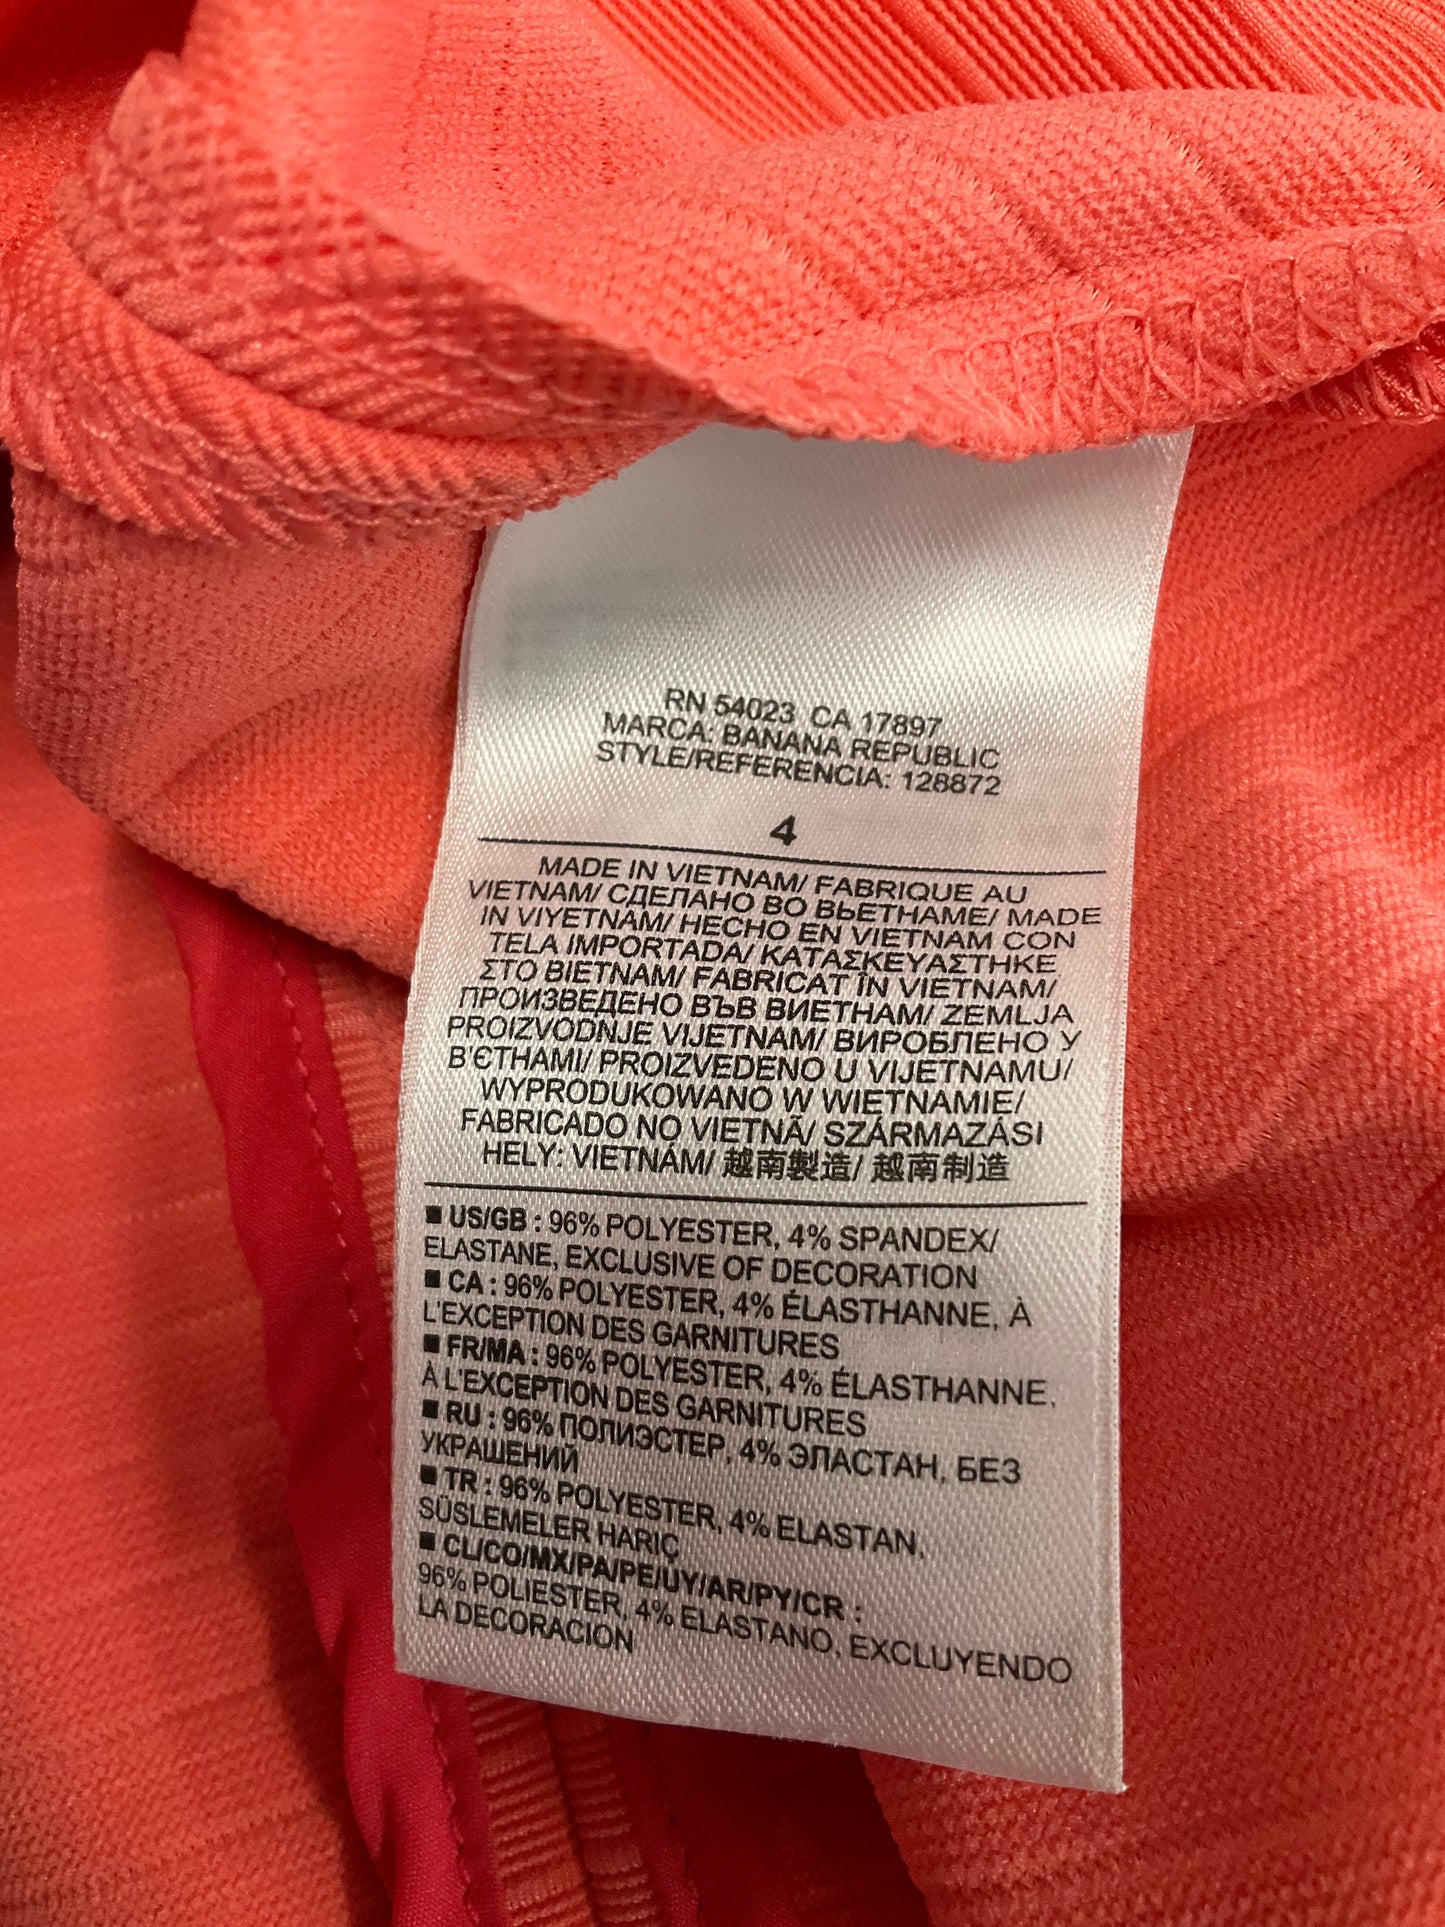 RN 54023 CA 17897
MARCA: BANANA REPUBLIC
STYLE/REFERENCIA: 128872
4
MADE IN VIETNAM/ FABRIQUE AU
VIETNAM/ СДЕЛАНО ВО ВЬЕТНАМЕ/ MADE
IN VIYETNAM/ HECHO EN VIETNAM CON
TELA IMPORTADA/ ΚΑΤΑΣΚΕΥΑΣΤΗΚΕ
ΣΤΟ ΒΙΕΤΝΑΜ/ FABRICAT ÎN VIETNAM/
ПРОИЗВЕДЕНО ВЪВ ВИЕТНАМ/ ZEMLJA
PROIZVODNJE VIJETNAM/ ВИРОБЛЕНО У
В'ЄТНАМІ/ PROIZVEDENO U VIJETNAMU/
WYPRODUKOWANO W WIETNAMIE/
FABRICADO NO VIETNÃ/ SZÁRMAZÁSI
HELY: VIETNÁM/ 越南製造/ 越南制造
■ US/GB : 96% POLYESTER, 4% SPANDEX/
ELASTANE, EXCLUSIVE OF DECORATION
■ CA : 96% POLYESTER, 4% ÉLASTHANNE, À
L'EXCEPTION DES GARNITURES
■ FR/MA : 96% POLYESTER, 4% ÉLASTHANNE,
À L'EXCEPTION DES GARNITURES
■ RU : 96% ПОЛИЭСТЕР, 4% ЭЛАСТАН, БЕЗ
УКРАШЕНИЙ
■ TR : 96% POLYESTER, 4% ELASTAN,
SÜSLEMELER HARIÇ
■ CL/CO/MX/PA/PE/UY/AR/PY/CR :
96% POLIESTER, 4% ELASTANO, EXCLUYENDO
LA DECORACION